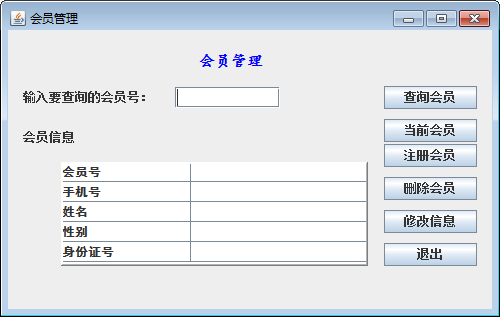 会员管理
会员管理
输入要查询的会员号：
查询会员
当前会员
会员信息
注册会员
会员号
手机号
删除会员
姓名
性别
修改信息
身份证号
退出